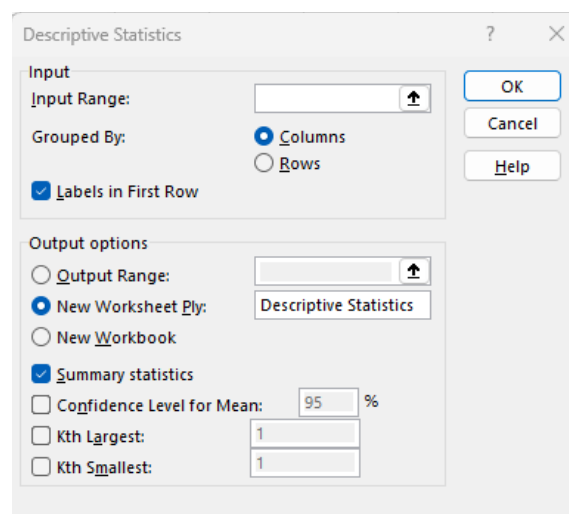 Descriptive Statistics ?
Input
Input Range:
Grouped By: Columns
Rows
Labels in First Row
OK
Cancel
Help
Output options
Output Range:
New Worksheet Ply: Descriptive Statistics
New Workbook
Summary statistics
Confidence Level for Mean: 95 %
Kth Largest: 1
Kth Smallest: 1